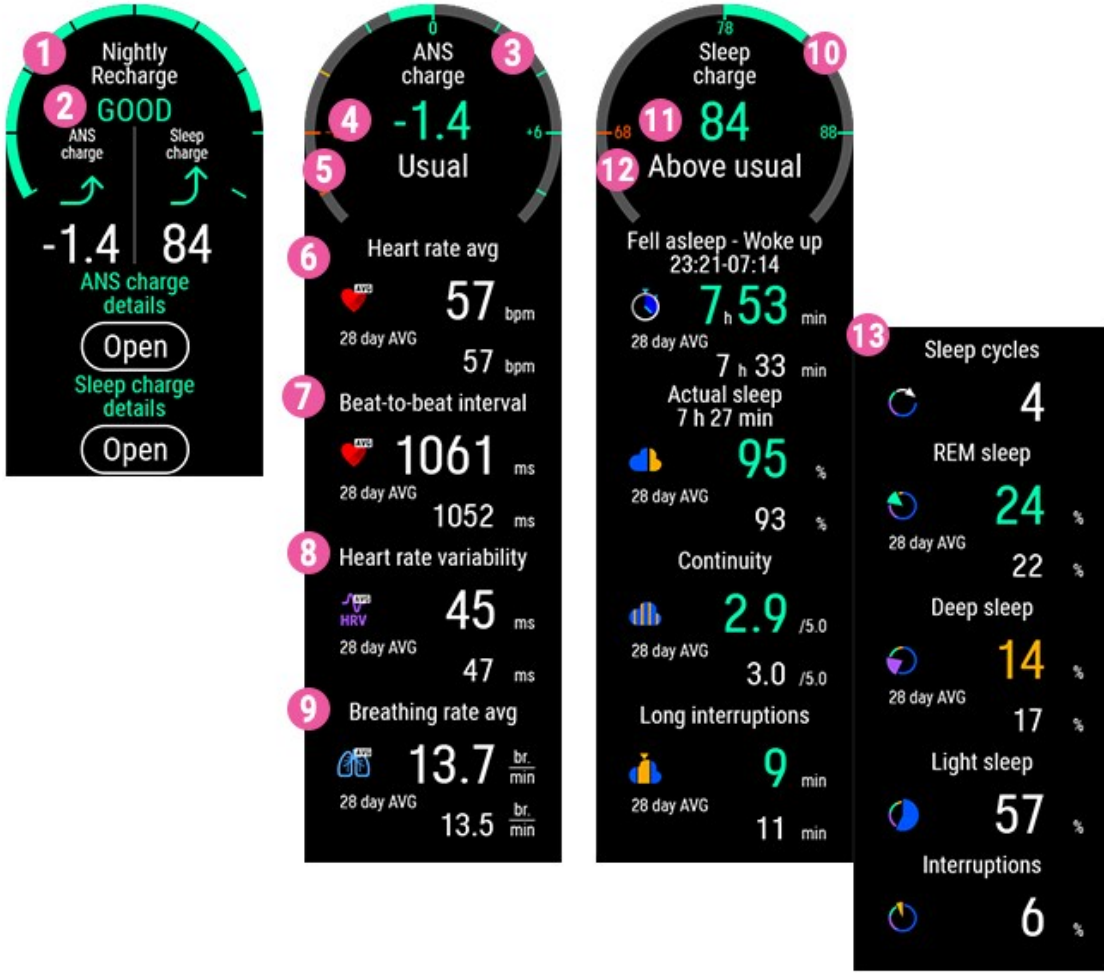 1
Nightly
Recharge
2
GOOD
ANS
charge
Sleep
charge
-1.4
84
ANS charge
details
Open
Sleep charge
details
Open
0
3
ANS
charge
4
-1.4
+6
5
Usual
6
Heart rate avg
AVG
57 bpm
28 day AVG
57 bpm
7
Beat-to-beat interval
AVG
1061 ms
28 day AVG
1052 ms
8
Heart rate variability
AVG
HRV
45 ms
28 day AVG
47 ms
9
Breathing rate avg
AVG
13.7 br.
min
28 day AVG
13.5 br.
min
78
10
Sleep
charge
68
11
84
88
12
Above usual
Fell asleep - Woke up
23:21-07:14
7 h 53 min
28 day AVG
7 h 33 min
Actual sleep
7 h 27 min
95 %
28 day AVG
93 %
Continuity
2.9 /5.0
28 day AVG
3.0 /5.0
Long interruptions
9 min
28 day AVG
11 min
13
Sleep cycles
4
REM sleep
24 %
28 day AVG
22 %
Deep sleep
14 %
28 day AVG
17 %
Light sleep
57 %
Interruptions
6 %